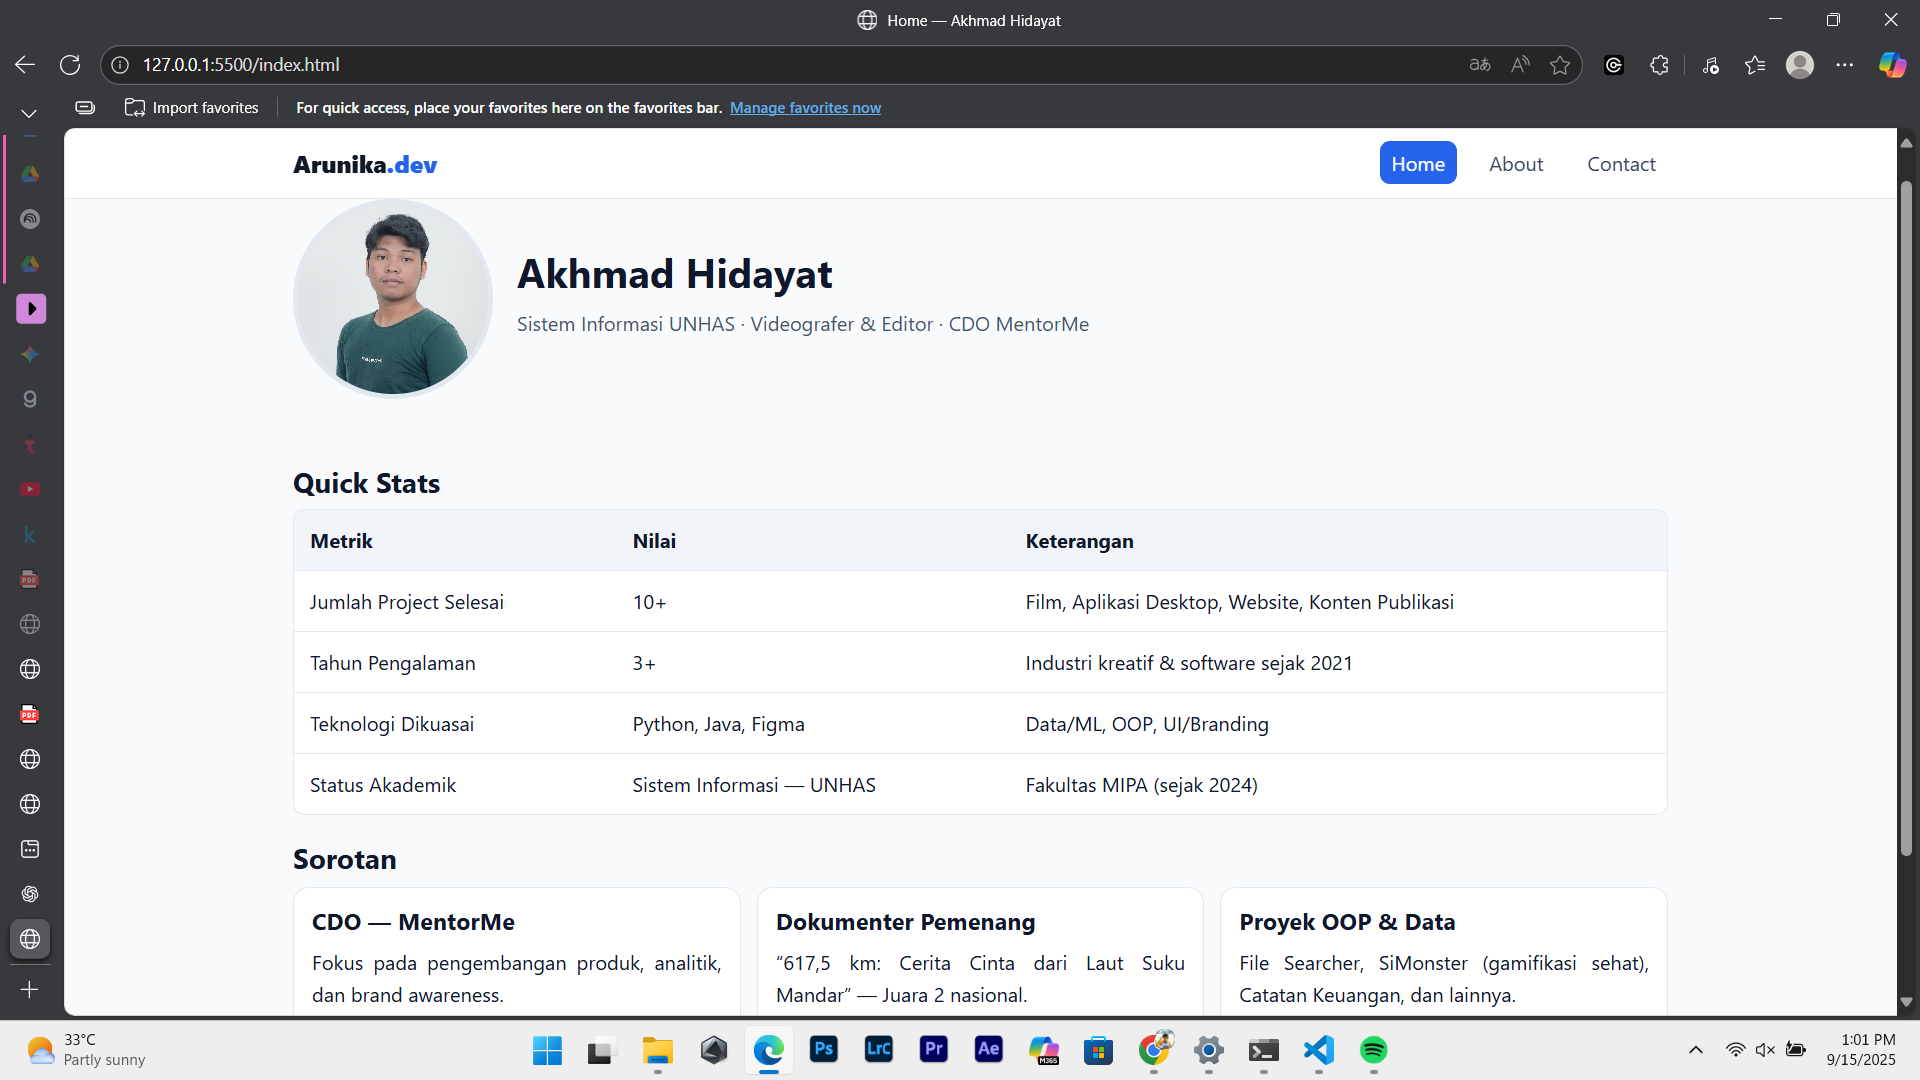 Home — Akhmad Hidayat
127.0.0.1:5500/index.html
Import favorites
For quick access, place your favorites here on the favorites bar. Manage favorites now
Arunika.dev
Home About Contact
Akhmad Hidayat
Sistem Informasi UNHAS · Videografer & Editor · CDO MentorMe
Quick Stats
Metrik Nilai Keterangan
Jumlah Project Selesai 10+ Film, Aplikasi Desktop, Website, Konten Publikasi
Tahun Pengalaman 3+ Industri kreatif & software sejak 2021
Teknologi Dikuasai Python, Java, Figma Data/ML, OOP, UI/Branding
Status Akademik Sistem Informasi — UNHAS Fakultas MIPA (sejak 2024)
Sorotan
CDO — MentorMe
Fokus pada pengembangan produk, analitik,
dan brand awareness.
Dokumenter Pemenang
“617,5 km: Cerita Cinta dari Laut Suku
Mandar” — Juara 2 nasional.
Proyek OOP & Data
File Searcher, SiMonster (gamifikasi sehat),
Catatan Keuangan, dan lainnya.
33°C
Partly sunny
Ps
LrC
Pr
Ae
M365
1:01 PM
9/15/2025